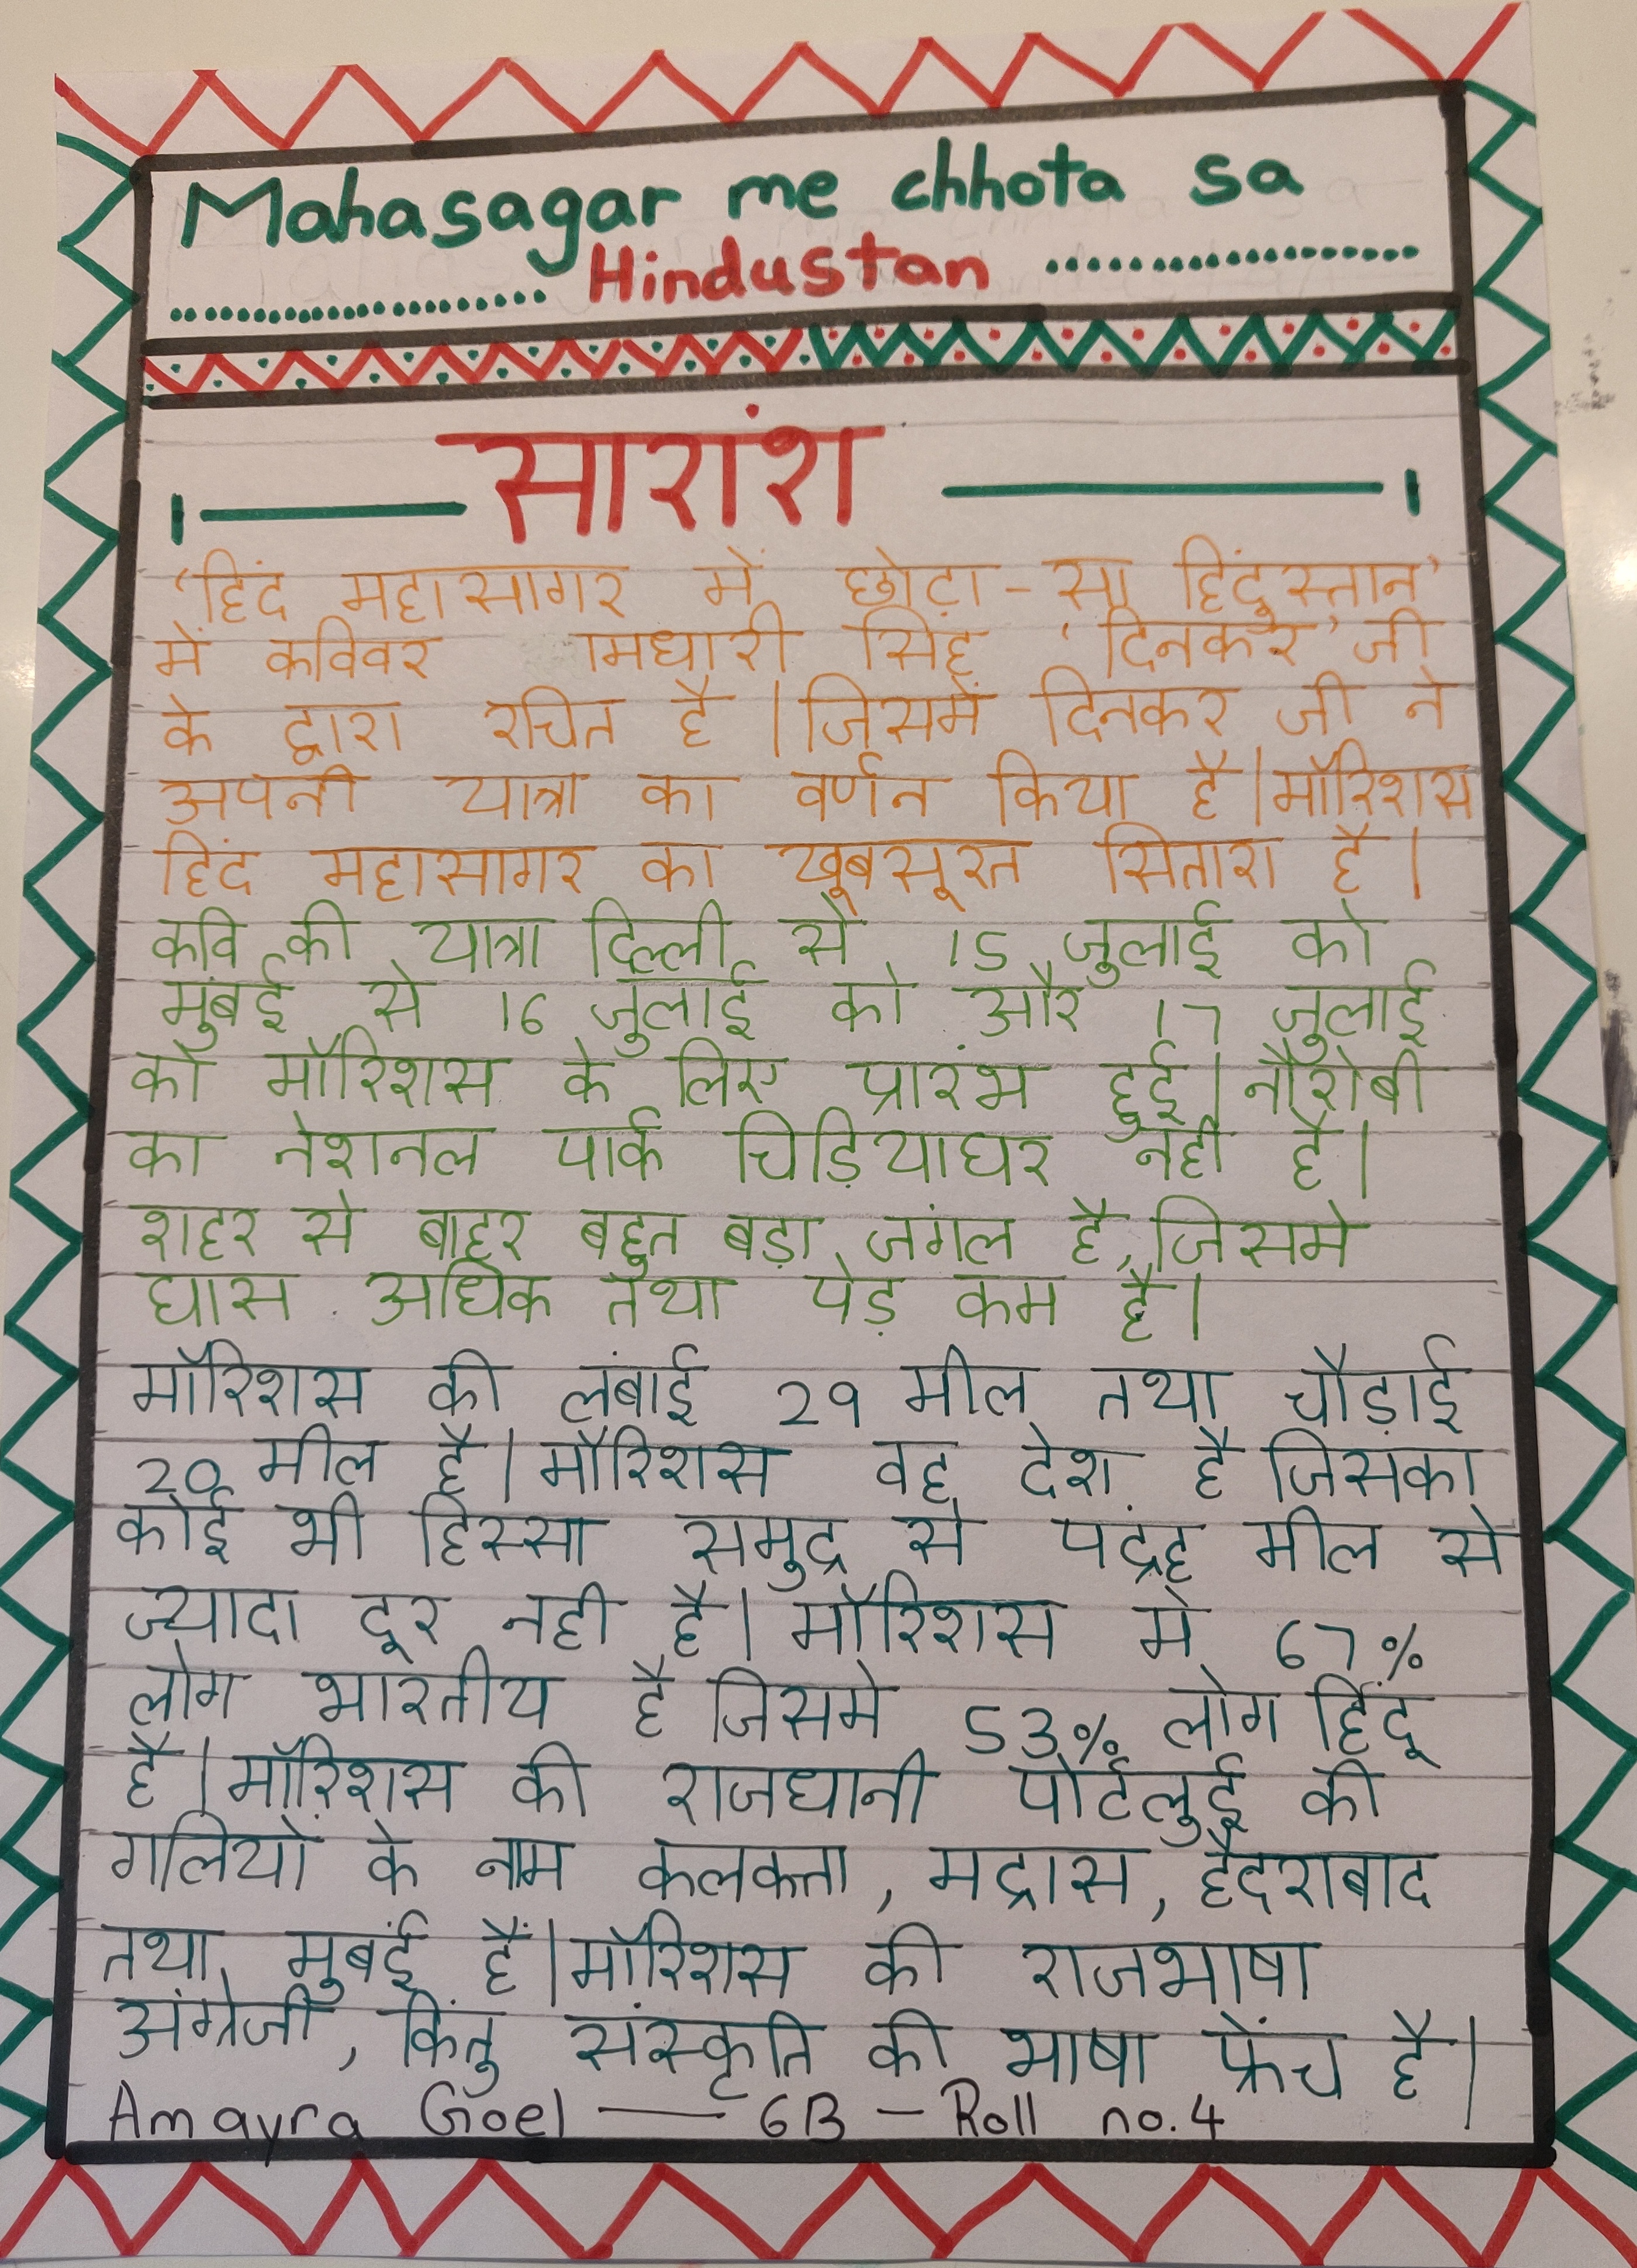 Mahasagar me chhota sa
Hindustan
सारांश
'हिंद महासागर में छोटा-सा हिंदुस्तान'
में कविवर ामधारी सिंह 'दिनकर' जी
के द्वारा रचित है |जिसमें दिनकर जी ने
अपनी यात्रा का वर्णन किया है|मॉरिशस
हिंद महासागर का खूबसूरत सितारा है |
कवि की यात्रा दिल्ली से 15 जुलाई को
मुंबई से 16 जुलाई को और 17 जुलाई
को मॉरिशस के लिए प्रारंभ हुई| नौरोबी
का नेशनल पार्क चिड़ियाघर नही है|
शहर से बाहर बहुत बड़ा जंगल है,जिसमे
घास अधिक तथा पेड़ कम है|
मॉरिशस की लंबाई 29 मील तथा चौड़ाई
20 मील है|मौरिशस वह देश है जिसका
कोई भी हिस्सा समुद्र से पद्रंह मील से
ज्यादा दूर नही है| मॉरिशस मे 67%
लोग भारतीय है जिसमे 53% लोग हिंदू
है|मॉरिशस की राजधानी पोर्टलुई की
गलियों के नाम कलकत्ता, मद्रास, हैदराबाद
तथा मुबंई हैं|मॉरिशस की राजभाषा
अंग्रेजी, किंतु संस्कृति की भाषा फ्रेंच है|
Amayra Goel — 6B - Roll no.4